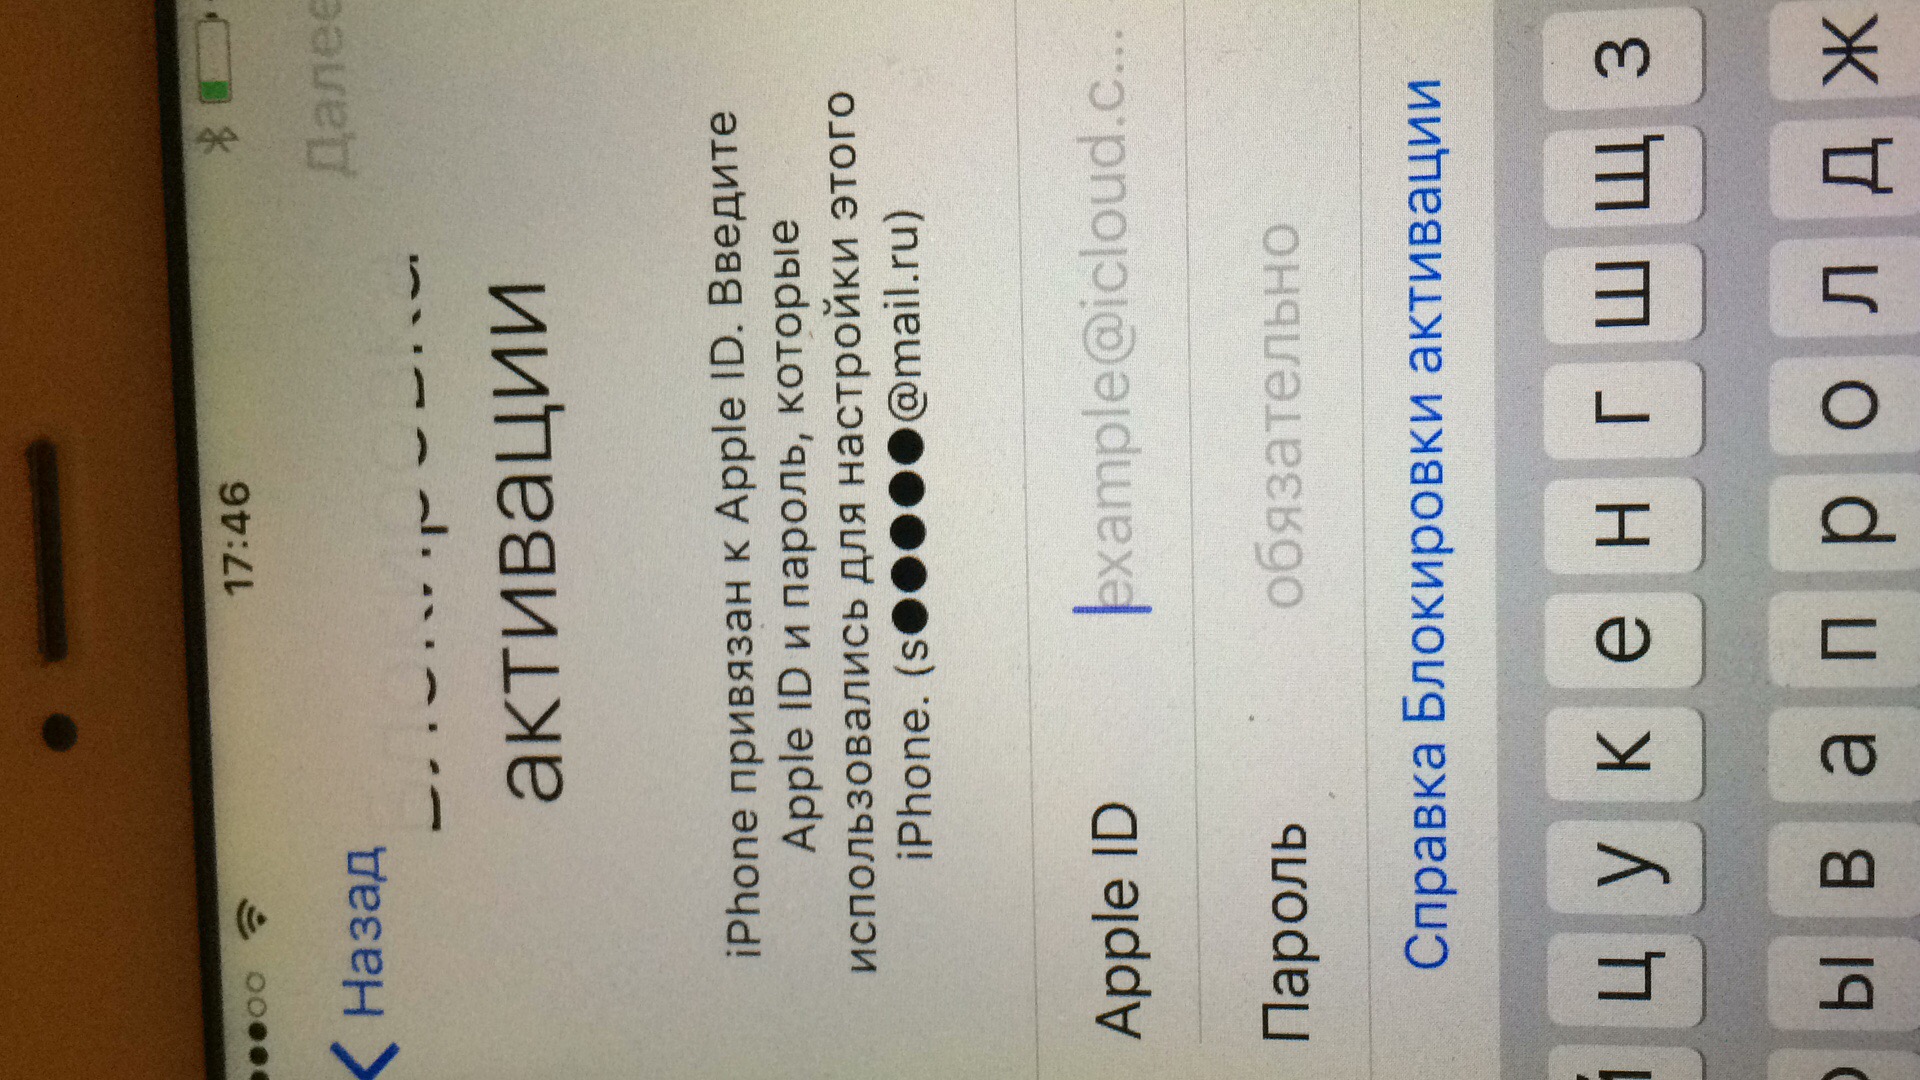 17:46
Назад
Далее
Блокировка
активации
iPhone привязан к Apple ID. Введите
Apple ID и пароль, которые
использовались для настройки этого
iPhone. (s●●●●●@mail.ru)
Apple ID example@icloud.c...
Пароль обязательно
Справка Блокировки активации
й ц у к е н г ш щ з
ы в а п р о л д ж